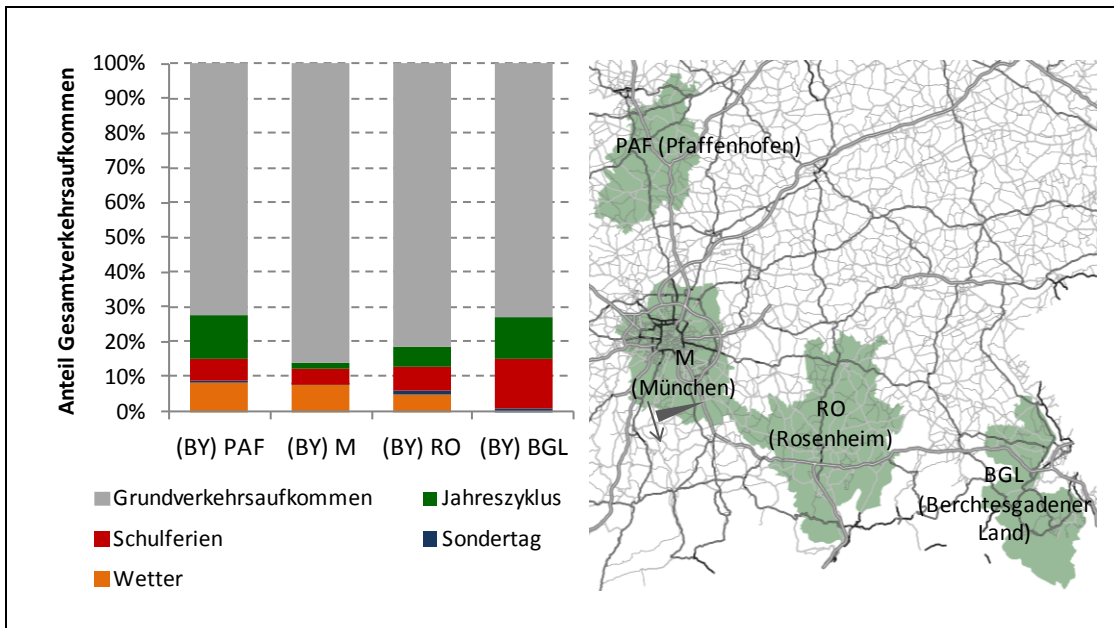 Anteil Gesamtverkehrsaufkommen
100%
90%
80%
70%
60%
50%
40%
30%
20%
10%
0%
(BY) PAF (BY) M (BY) RO (BY) BGL
Grundverkehrsaufkommen Jahreszyklus
Schulferien Sondertag
Wetter
PAF (Pfaffenhofen)
M
(München)
RO
(Rosenheim)
BGL
(Berchtesgadener
Land)